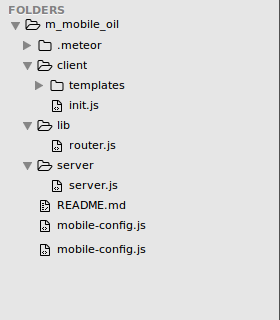 FOLDERS
m_mobile_oil
.meteor
client
templates
init.js
lib
router.js
server
server.js
README.md
mobile-config.js
mobile-config.js